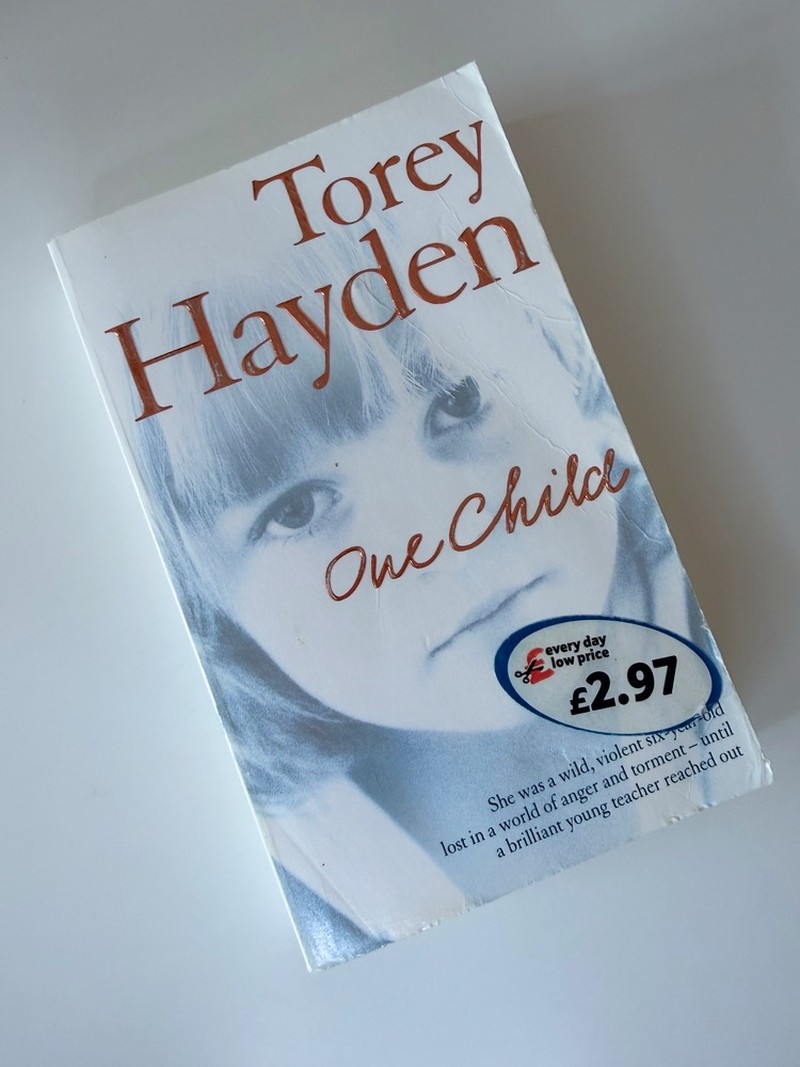 Torey
Hayden
One Child
every day
low price
£2.97
She was a wild, violent six-year-old
lost in a world of anger and torment – until
a brilliant young teacher reached out